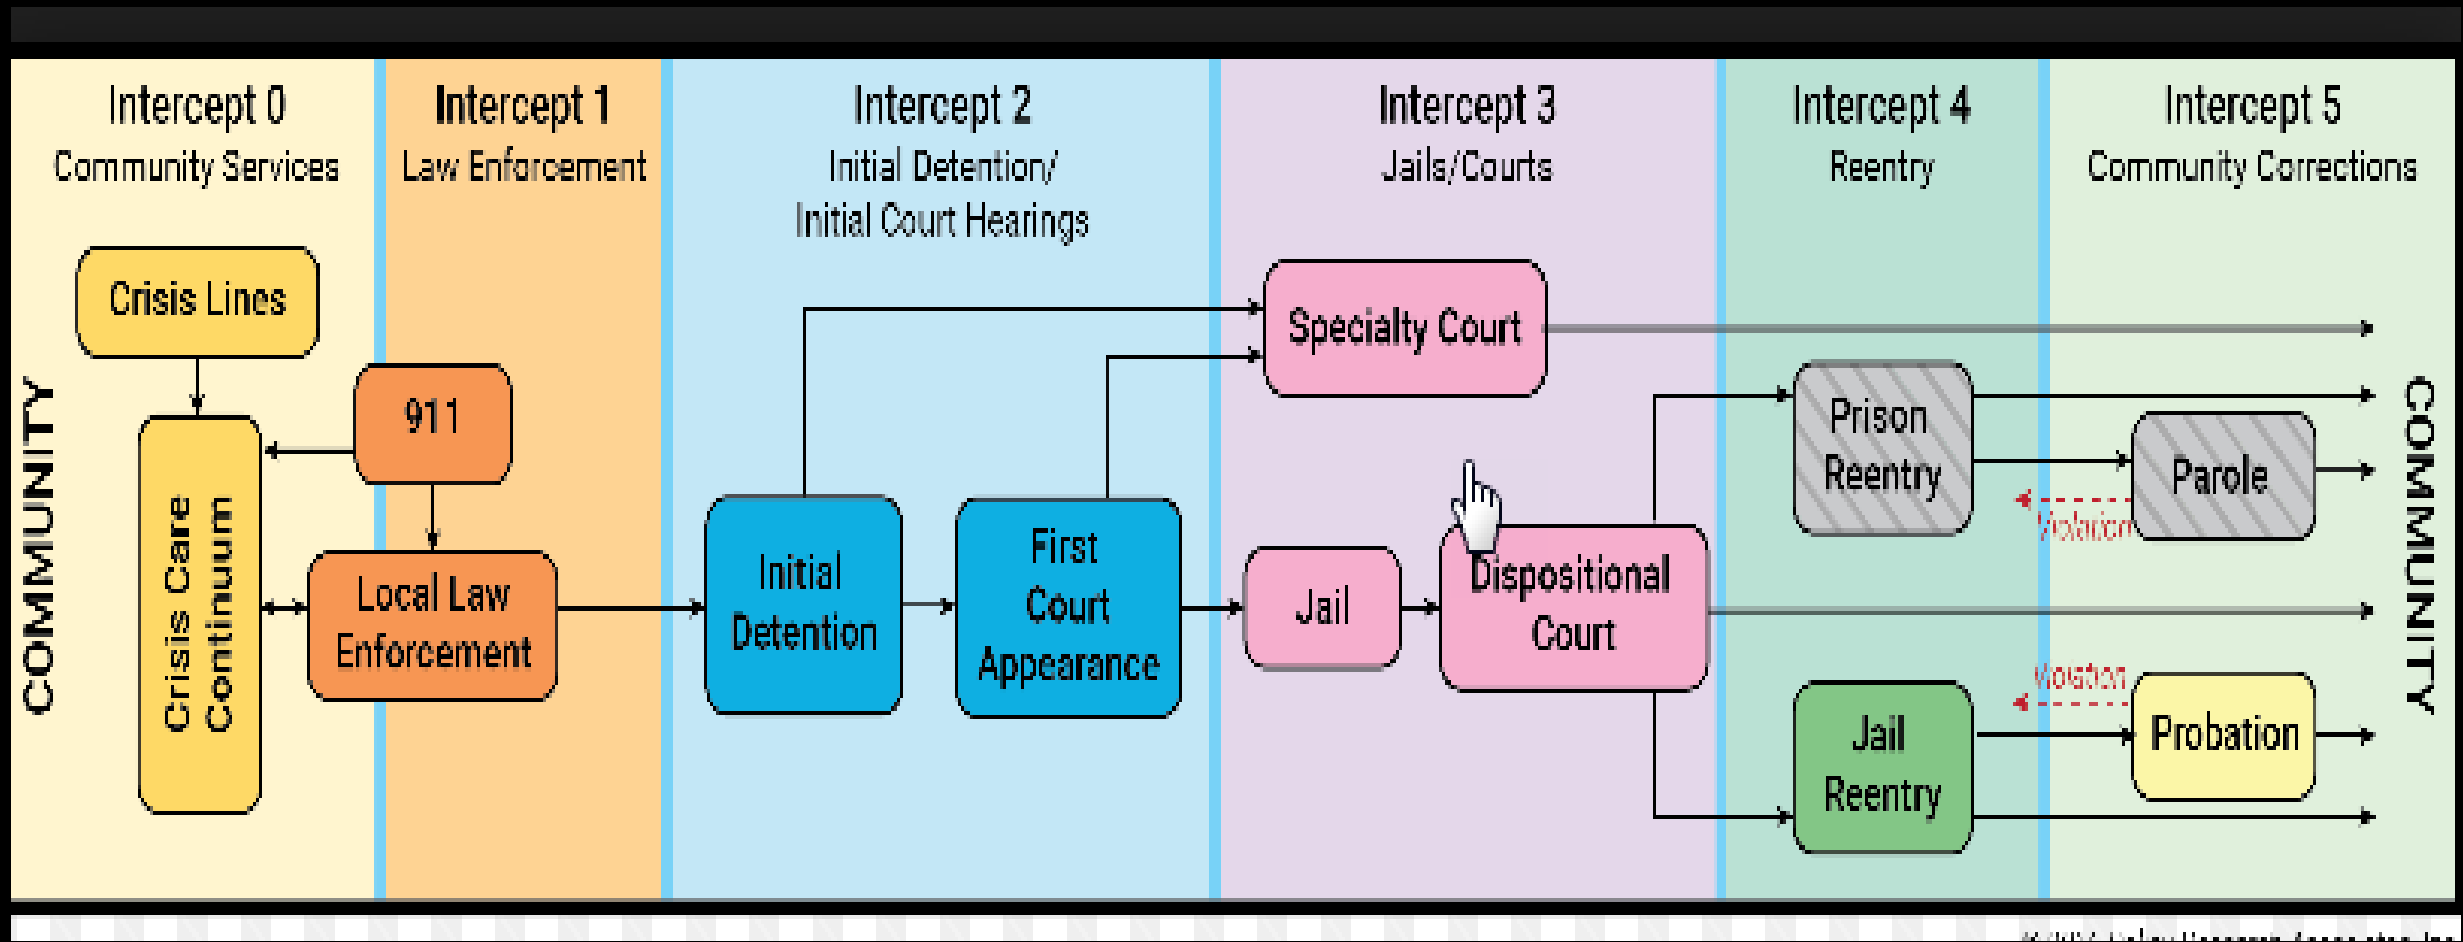 Intercept 0
Community Services
Intercept 1
Law Enforcement
Intercept 2
Initial Detention/
Initial Court Hearings
Intercept 3
Jails/Courts
Intercept 4
Reentry
Intercept 5
Community Corrections
COMMUNITY
Crisis Lines
Crisis Care
Continuum
911
Local Law
Enforcement
Initial
Detention
First
Court
Appearance
Specialty Court
Jail
Dispositional
Court
Prison
Reentry
Parole
Violation
Violation
Jail
Reentry
Probation
COMMUNITY